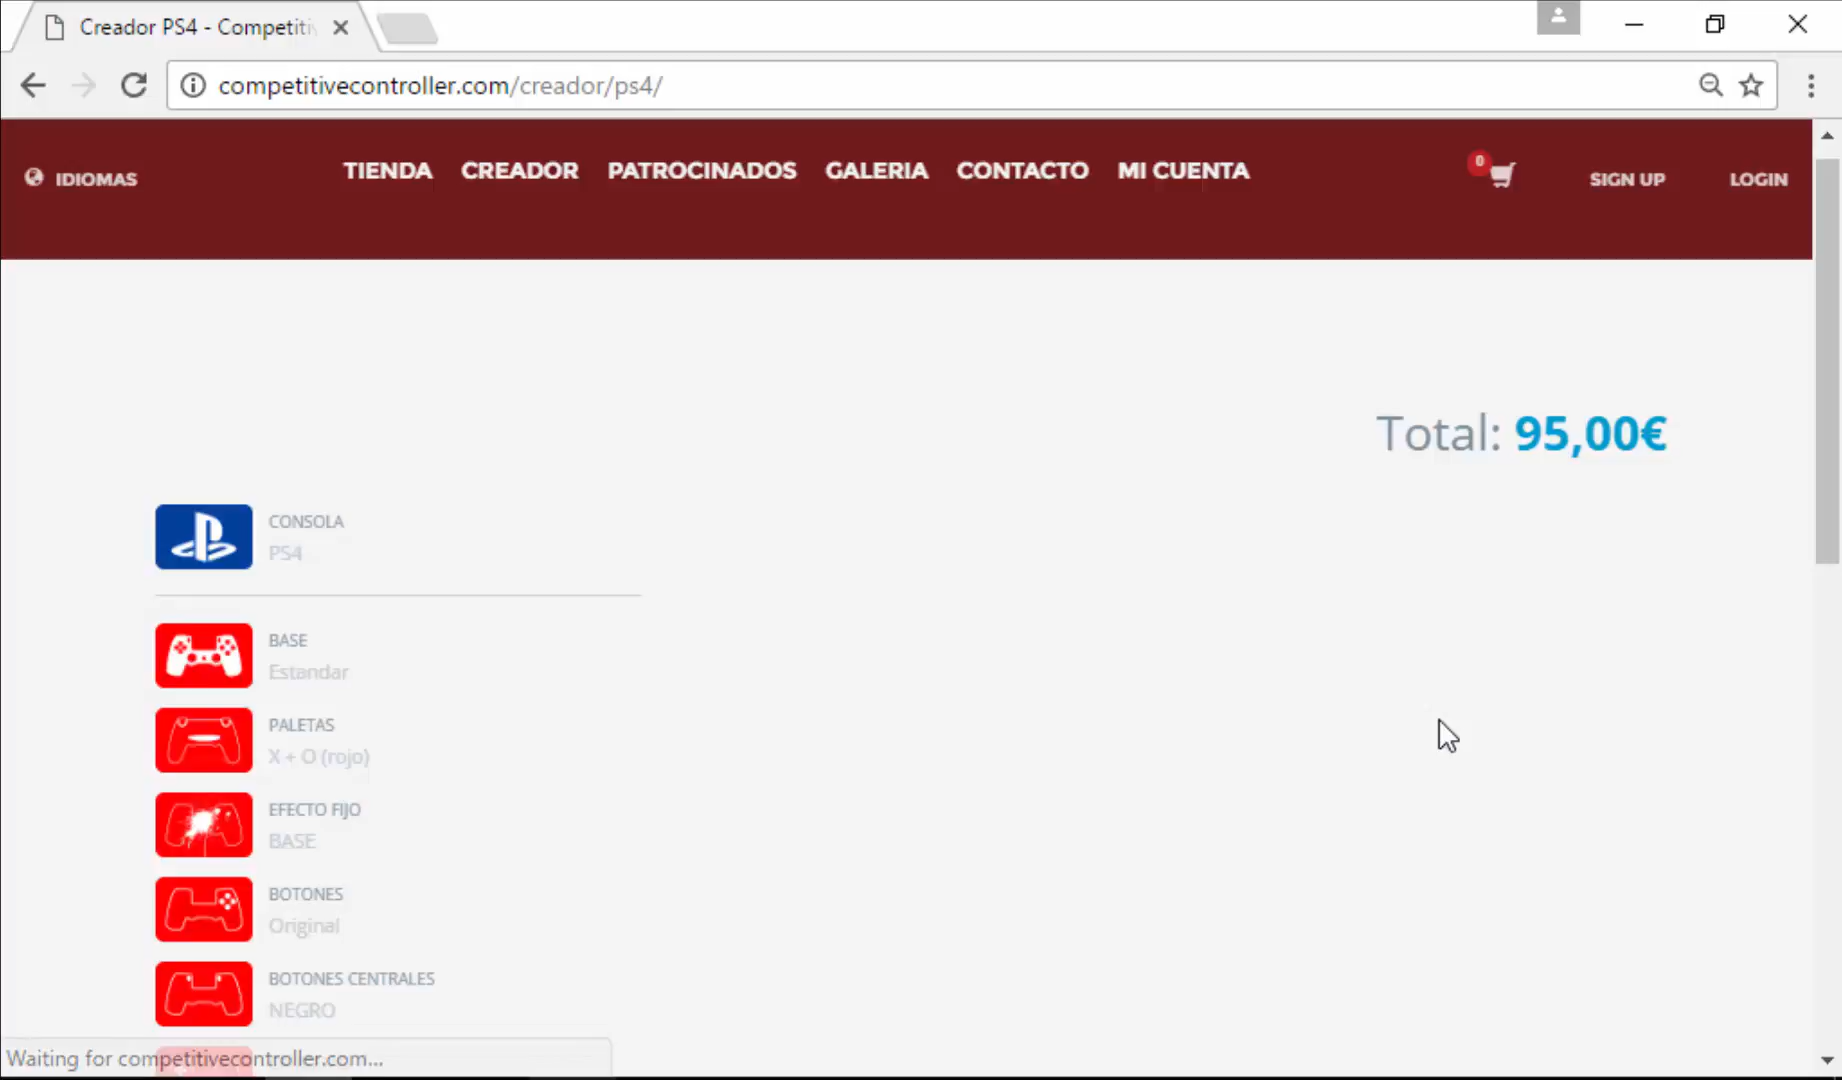 Creador PS4 - Competiti
competitivecontroller.com/creador/ps4/
IDIOMAS
TIENDA CREADOR PATROCINADOS GALERIA CONTACTO MI CUENTA
0
SIGN UP
LOGIN
Total: 95,00€
CONSOLA
PS4
BASE
Estandar
PALETAS
X + O (rojo)
EFECTO FIJO
BASE
BOTONES
Original
BOTONES CENTRALES
NEGRO
Waiting for competitivecontroller.com...